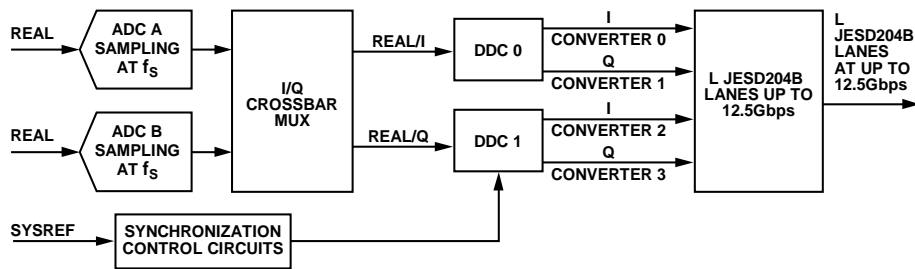 REAL
ADC A
SAMPLING
AT fS
I/Q
CROSSBAR
MUX
REAL/I
DDC 0
I
CONVERTER 0
Q
CONVERTER 1
L JESD204B
LANES UP TO
12.5Gbps
L
JESD204B
LANES
AT UP TO
12.5Gbps
REAL
ADC B
SAMPLING
AT fS
REAL/Q
DDC 1
I
CONVERTER 2
Q
CONVERTER 3
SYSREF
SYNCHRONIZATION
CONTROL CIRCUITS